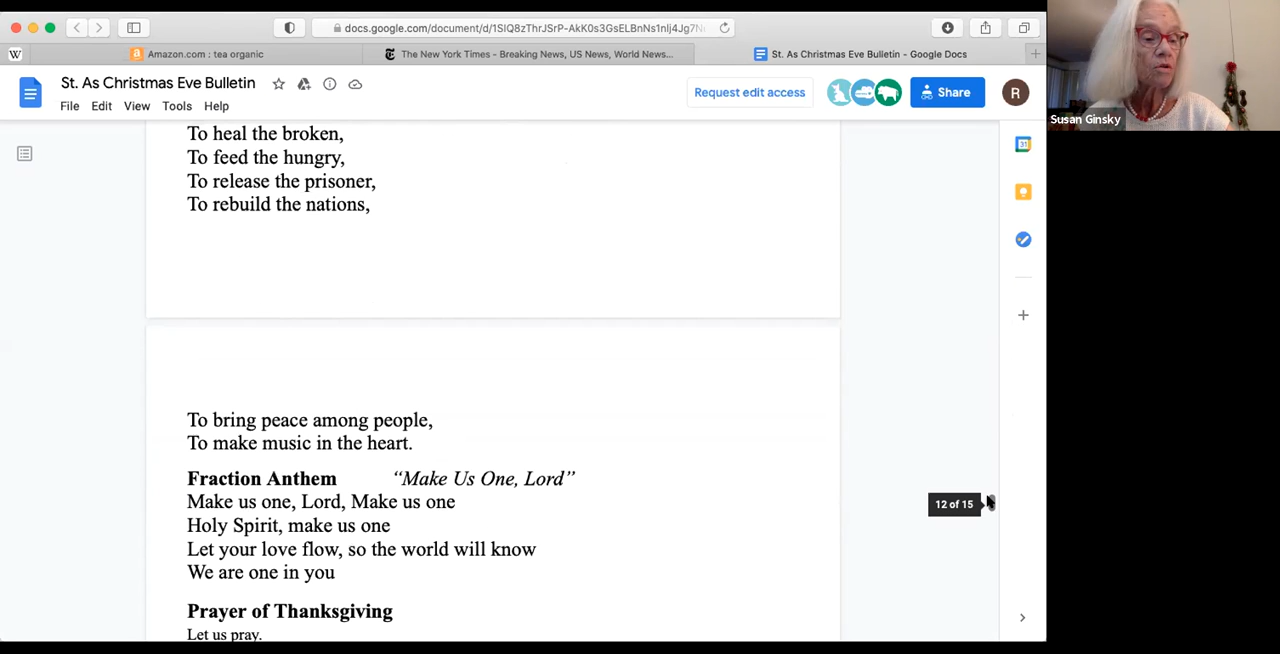 docs.google.com/document/d/1SIQ8zThrJSrP-AkK0s3GsELBnNs1nIj4Jg7N
W
Amazon.com : tea organic
The New York Times - Breaking News, US News, World News...
St. As Christmas Eve Bulletin - Google Docs
St. As Christmas Eve Bulletin
File Edit View Tools Help
Request edit access
Share
R
Susan Ginsky
31
To heal the broken,
To feed the hungry,
To release the prisoner,
To rebuild the nations,
To bring peace among people,
To make music in the heart.
Fraction Anthem "Make Us One, Lord"
Make us one, Lord, Make us one
Holy Spirit, make us one
12 of 15
Let your love flow, so the world will know
We are one in you
Prayer of Thanksgiving
Let us pray.